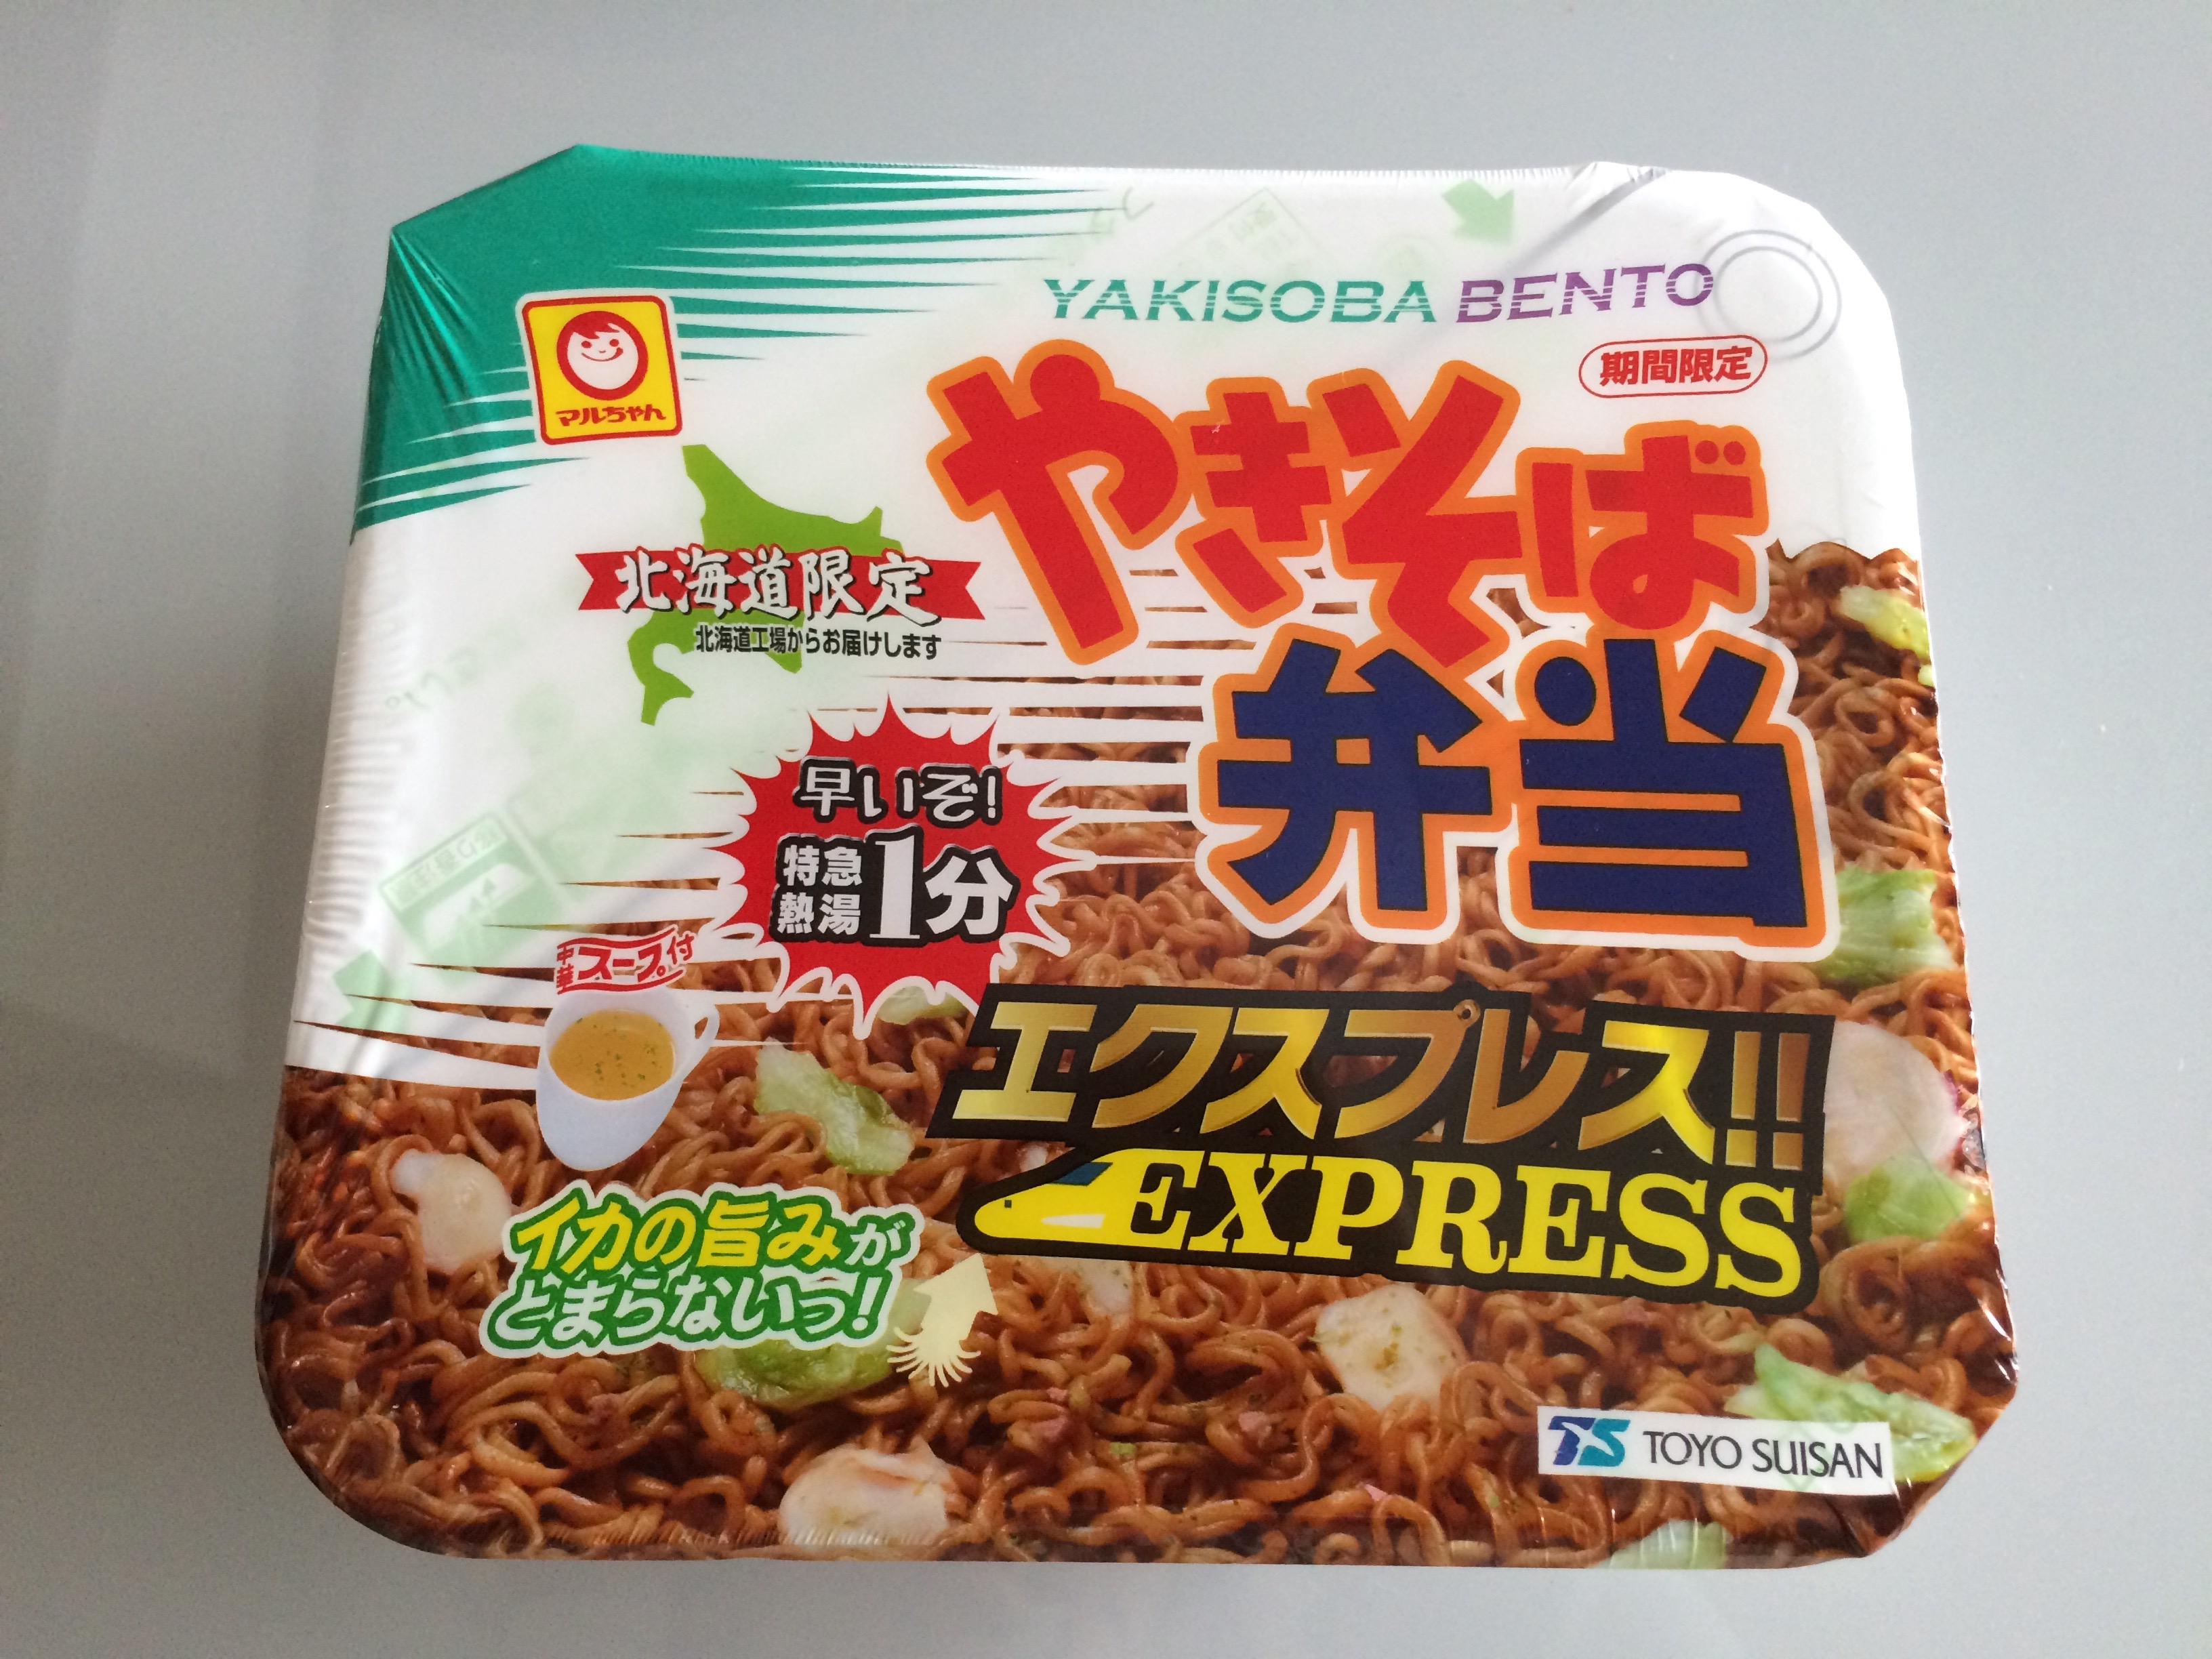 YAKISOBA BENTO
期間限定
マルちゃん
やきそば
弁当
北海道限定
北海道工場からお届けします
早いぞ!
特急
熱湯
1分
中華スープ付
エクスプレス!!
EXPRESS
イカの旨みが
とまらないっ!
TS TOYO SUISAN